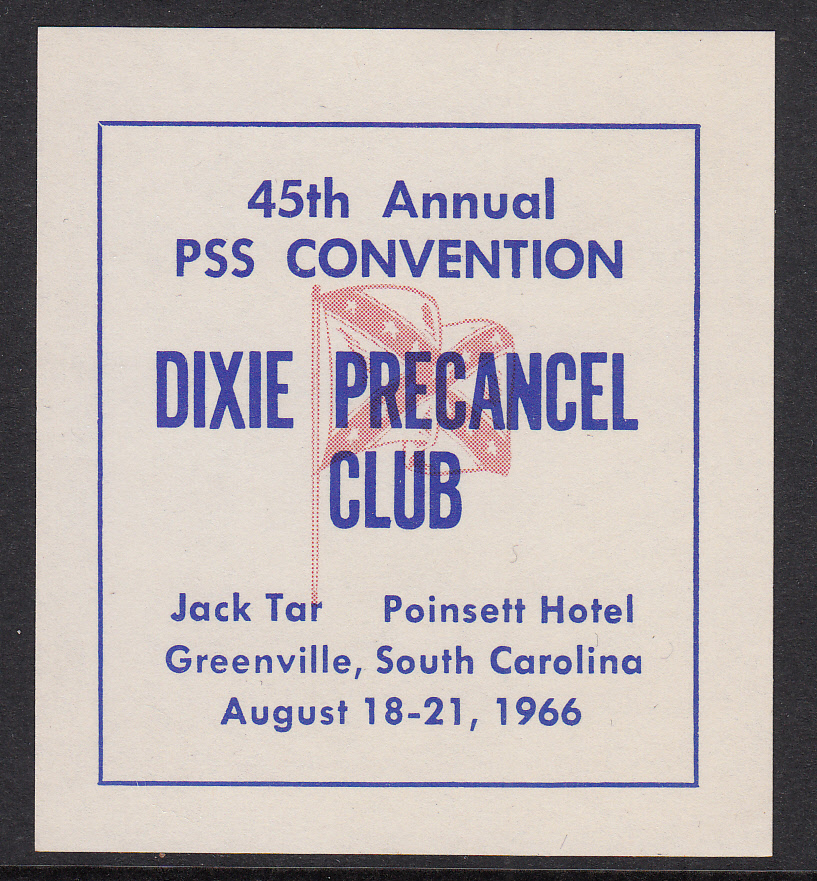 45th Annual
PSS CONVENTION
DIXIE PRECANCEL
CLUB
Jack Tar Poinsett Hotel
Greenville, South Carolina
August 18-21, 1966